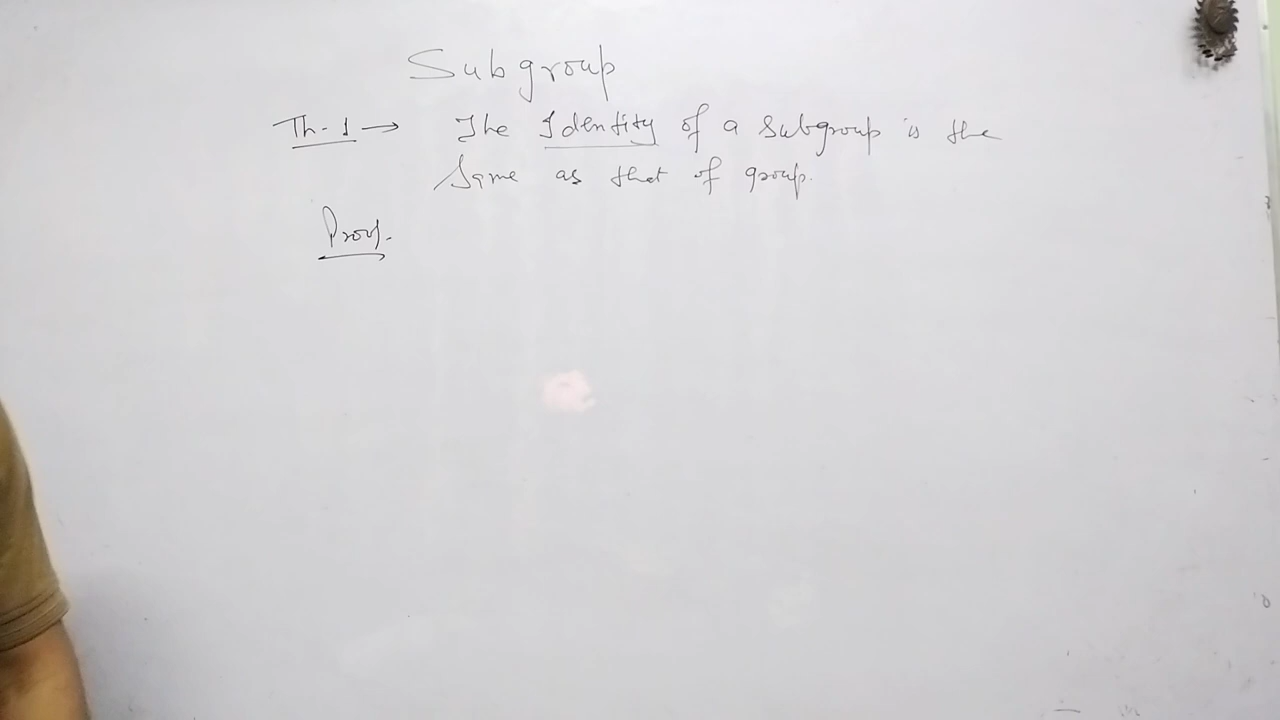 Subgroup
Th-1 → The Identity of a Subgroup is the
Same as that of group.
Proof.